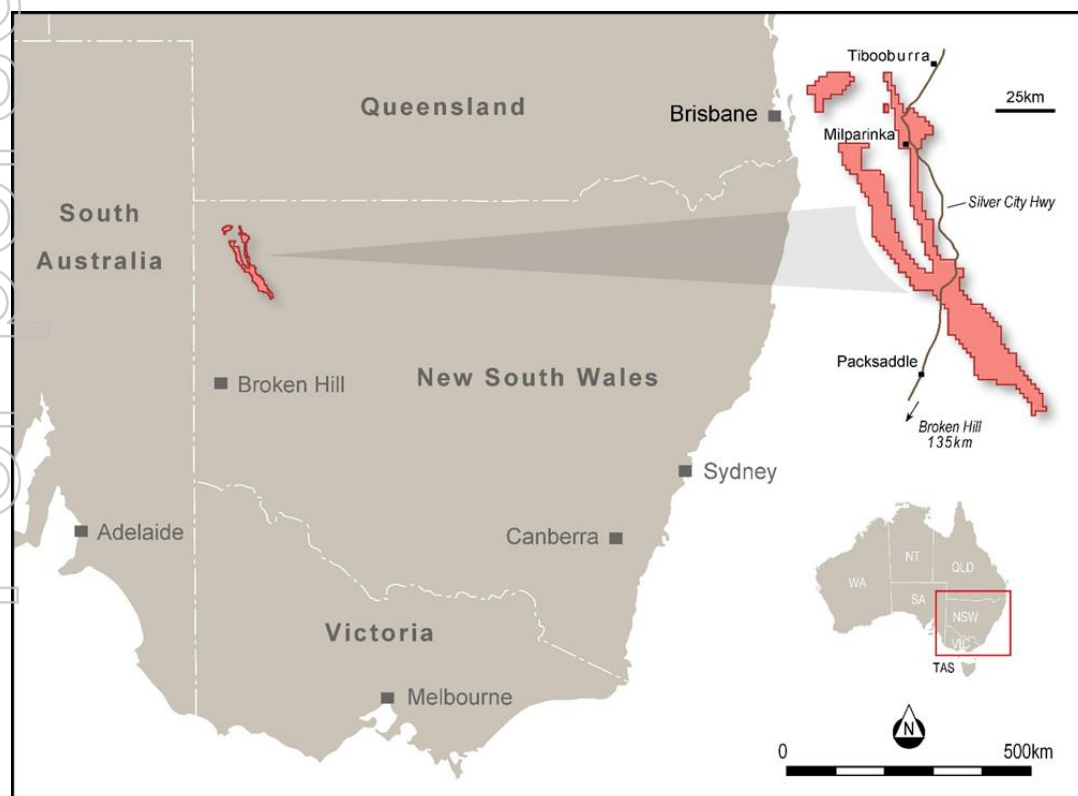 Queensland
Brisbane
South
Australia
Broken Hill
New South Wales
Sydney
Adelaide
Canberra
Victoria
Melbourne
Tibooburra
25km
Milparinka
Silver City Hwy
Packsaddle
Broken Hill
135km
NT
QLD
WA
SA
NSW
VIC
TAS
N
0
500km